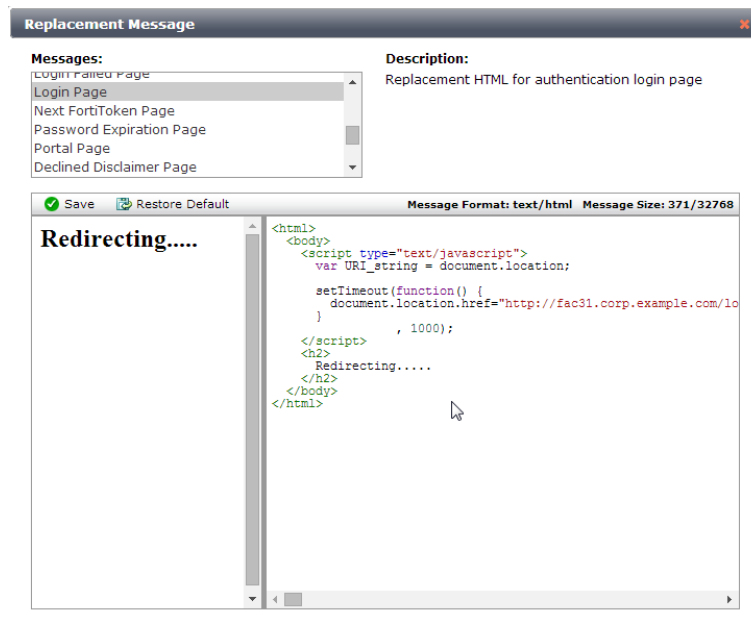 Replacement Message
Messages:
Login Failed Page
Login Page
Next FortiToken Page
Password Expiration Page
Portal Page
Declined Disclaimer Page
Description:
Replacement HTML for authentication login page
Save Restore Default Message Format: text/html Message Size: 371/32768
Redirecting.....
<html>
<body>
<script type="text/javascript">
var URI_string = document.location;
setTimeout(function() {
document.location.href="http://fac31.corp.example.com/lo
}
, 1000);
</script>
<h2>
Redirecting.....
</h2>
</body>
</html>